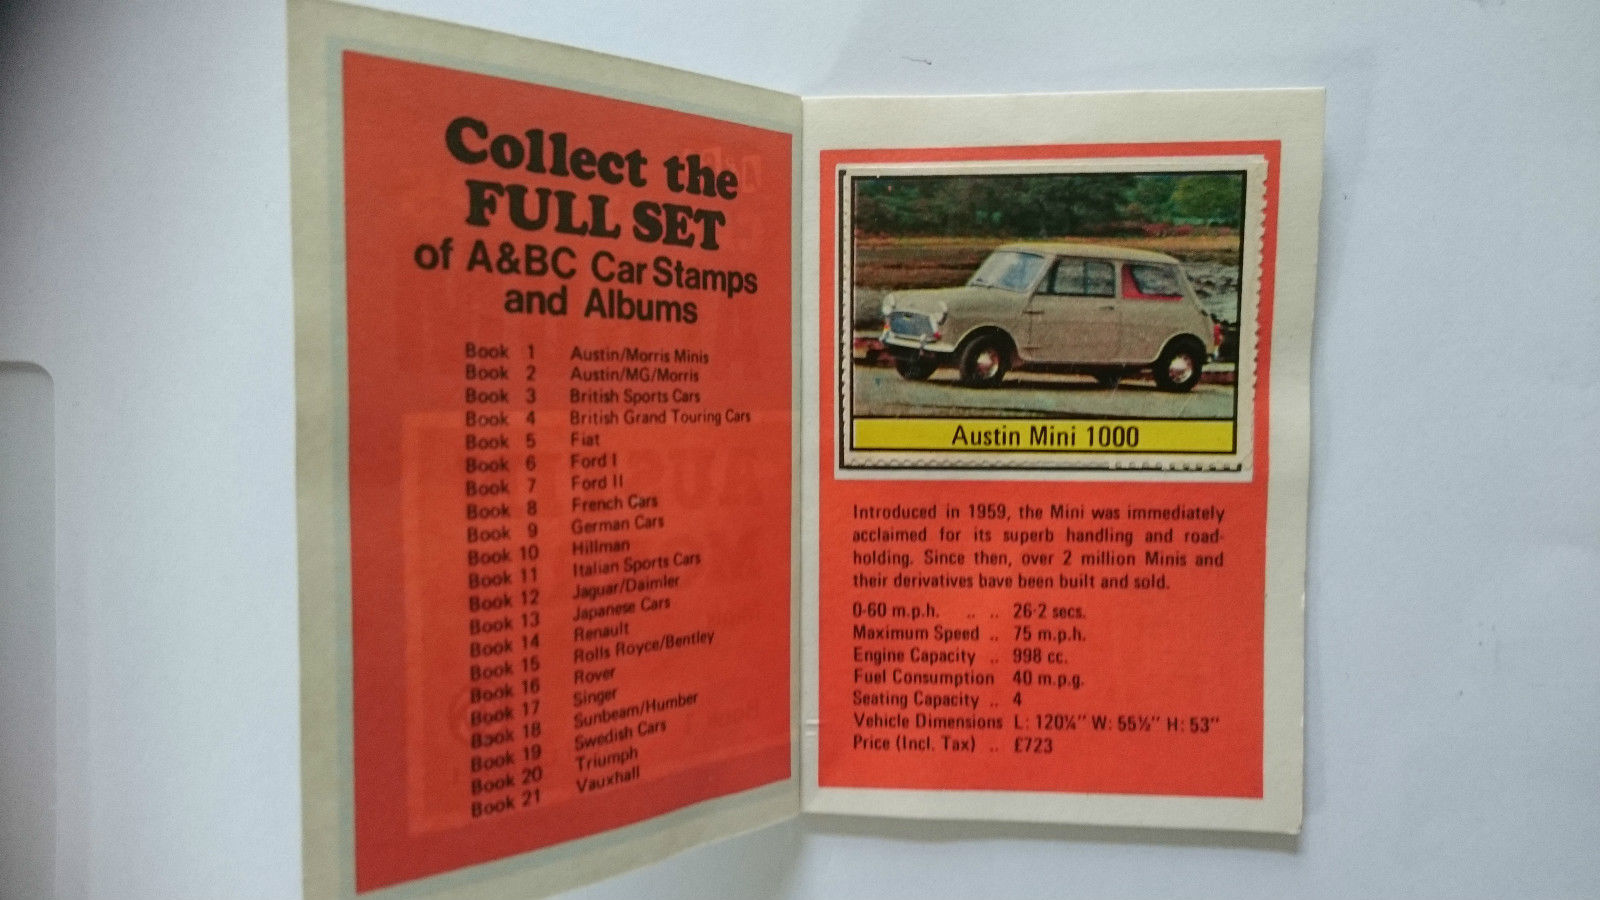 Collect the
FULL SET
of A&BC Car Stamps
and Albums
Book 1 Austin/Morris Minis
Book 2 Austin/MG/Morris
Book 3 British Sports Cars
Book 4 British Grand Touring Cars
Book 5 Fiat
Book 6 Ford I
Book 7 Ford II
Book 8 French Cars
Book 9 German Cars
Book 10 Hillman
Book 11 Italian Sports Cars
Book 12 Jaguar/Daimler
Book 13 Japanese Cars
Book 14 Renault
Book 15 Rolls Royce/Bentley
Book 16 Rover
Book 17 Singer
Book 18 Sunbeam/Humber
Book 19 Swedish Cars
Book 20 Triumph
Book 21 Vauxhall
Austin Mini 1000
Introduced in 1959, the Mini was immediately
acclaimed for its superb handling and road-
holding. Since then, over 2 million Minis and
their derivatives have been built and sold.
0-60 m.p.h. .. .. 26·2 secs.
Maximum Speed .. 75 m.p.h.
Engine Capacity .. 998 cc.
Fuel Consumption 40 m.p.g.
Seating Capacity .. 4
Vehicle Dimensions L: 120¼" W: 55½" H: 53"
Price (Incl. Tax) .. £723